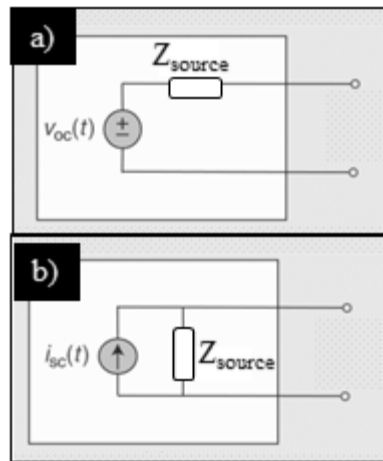 a)
Z_source
v_oc(t)
b)
i_sc(t)
Z_source